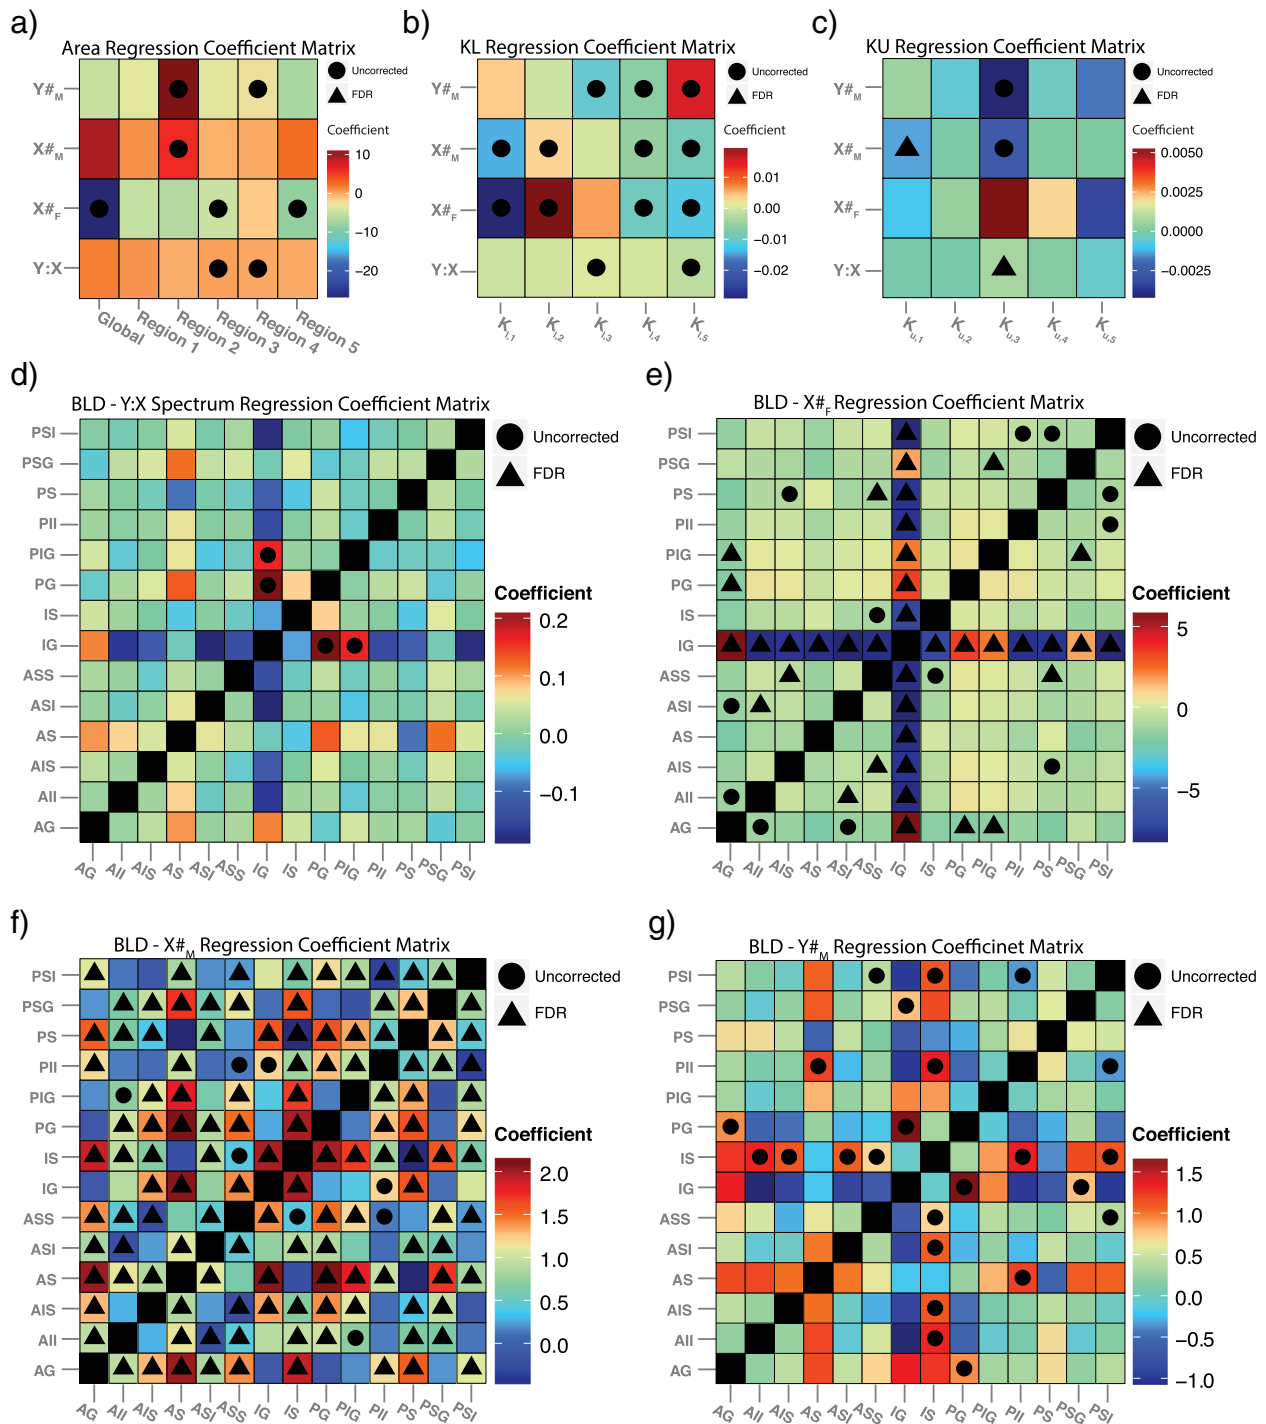 a)
Area Regression Coefficient Matrix
Uncorrected
FDR
Coefficient
10
0
−10
−20
Y#M
X#M
X#F
Y:X
Global
Region 1
Region 2
Region 3
Region 4
Region 5
b)
KL Regression Coefficient Matrix
Uncorrected
FDR
Coefficient
0.01
0.00
−0.01
−0.02
Y#M
X#M
X#F
Y:X
Kl,1
Kl,2
Kl,3
Kl,4
Kl,5
c)
KU Regression Coefficient Matrix
Uncorrected
FDR
Coefficient
0.0050
0.0025
0.0000
−0.0025
Y#M
X#M
X#F
Y:X
Ku,1
Ku,2
Ku,3
Ku,4
Ku,5
d)
BLD - Y:X Spectrum Regression Coefficient Matrix
Uncorrected
FDR
Coefficient
0.2
0.1
0.0
−0.1
PSI
PSG
PS
PII
PIG
PG
IS
IG
ASS
ASI
AS
AIS
AII
AG
AG
AII
AIS
AS
ASI
ASS
IG
IS
PG
PIG
PII
PS
PSG
PSI
e)
BLD - X#F Regression Coefficient Matrix
Uncorrected
FDR
Coefficient
5
0
−5
PSI
PSG
PS
PII
PIG
PG
IS
IG
ASS
ASI
AS
AIS
AII
AG
AG
AII
AIS
AS
ASI
ASS
IG
IS
PG
PIG
PII
PS
PSG
PSI
f)
BLD - X#M Regression Coefficient Matrix
Uncorrected
FDR
Coefficient
2.0
1.5
1.0
0.5
0.0
PSI
PSG
PS
PII
PIG
PG
IS
IG
ASS
ASI
AS
AIS
AII
AG
AG
AII
AIS
AS
ASI
ASS
IG
IS
PG
PIG
PII
PS
PSG
PSI
g)
BLD - Y#M Regression Coefficinet Matrix
Uncorrected
FDR
Coefficient
1.5
1.0
0.5
0.0
−0.5
−1.0
PSI
PSG
PS
PII
PIG
PG
IS
IG
ASS
ASI
AS
AIS
AII
AG
AG
AII
AIS
AS
ASI
ASS
IG
IS
PG
PIG
PII
PS
PSG
PSI